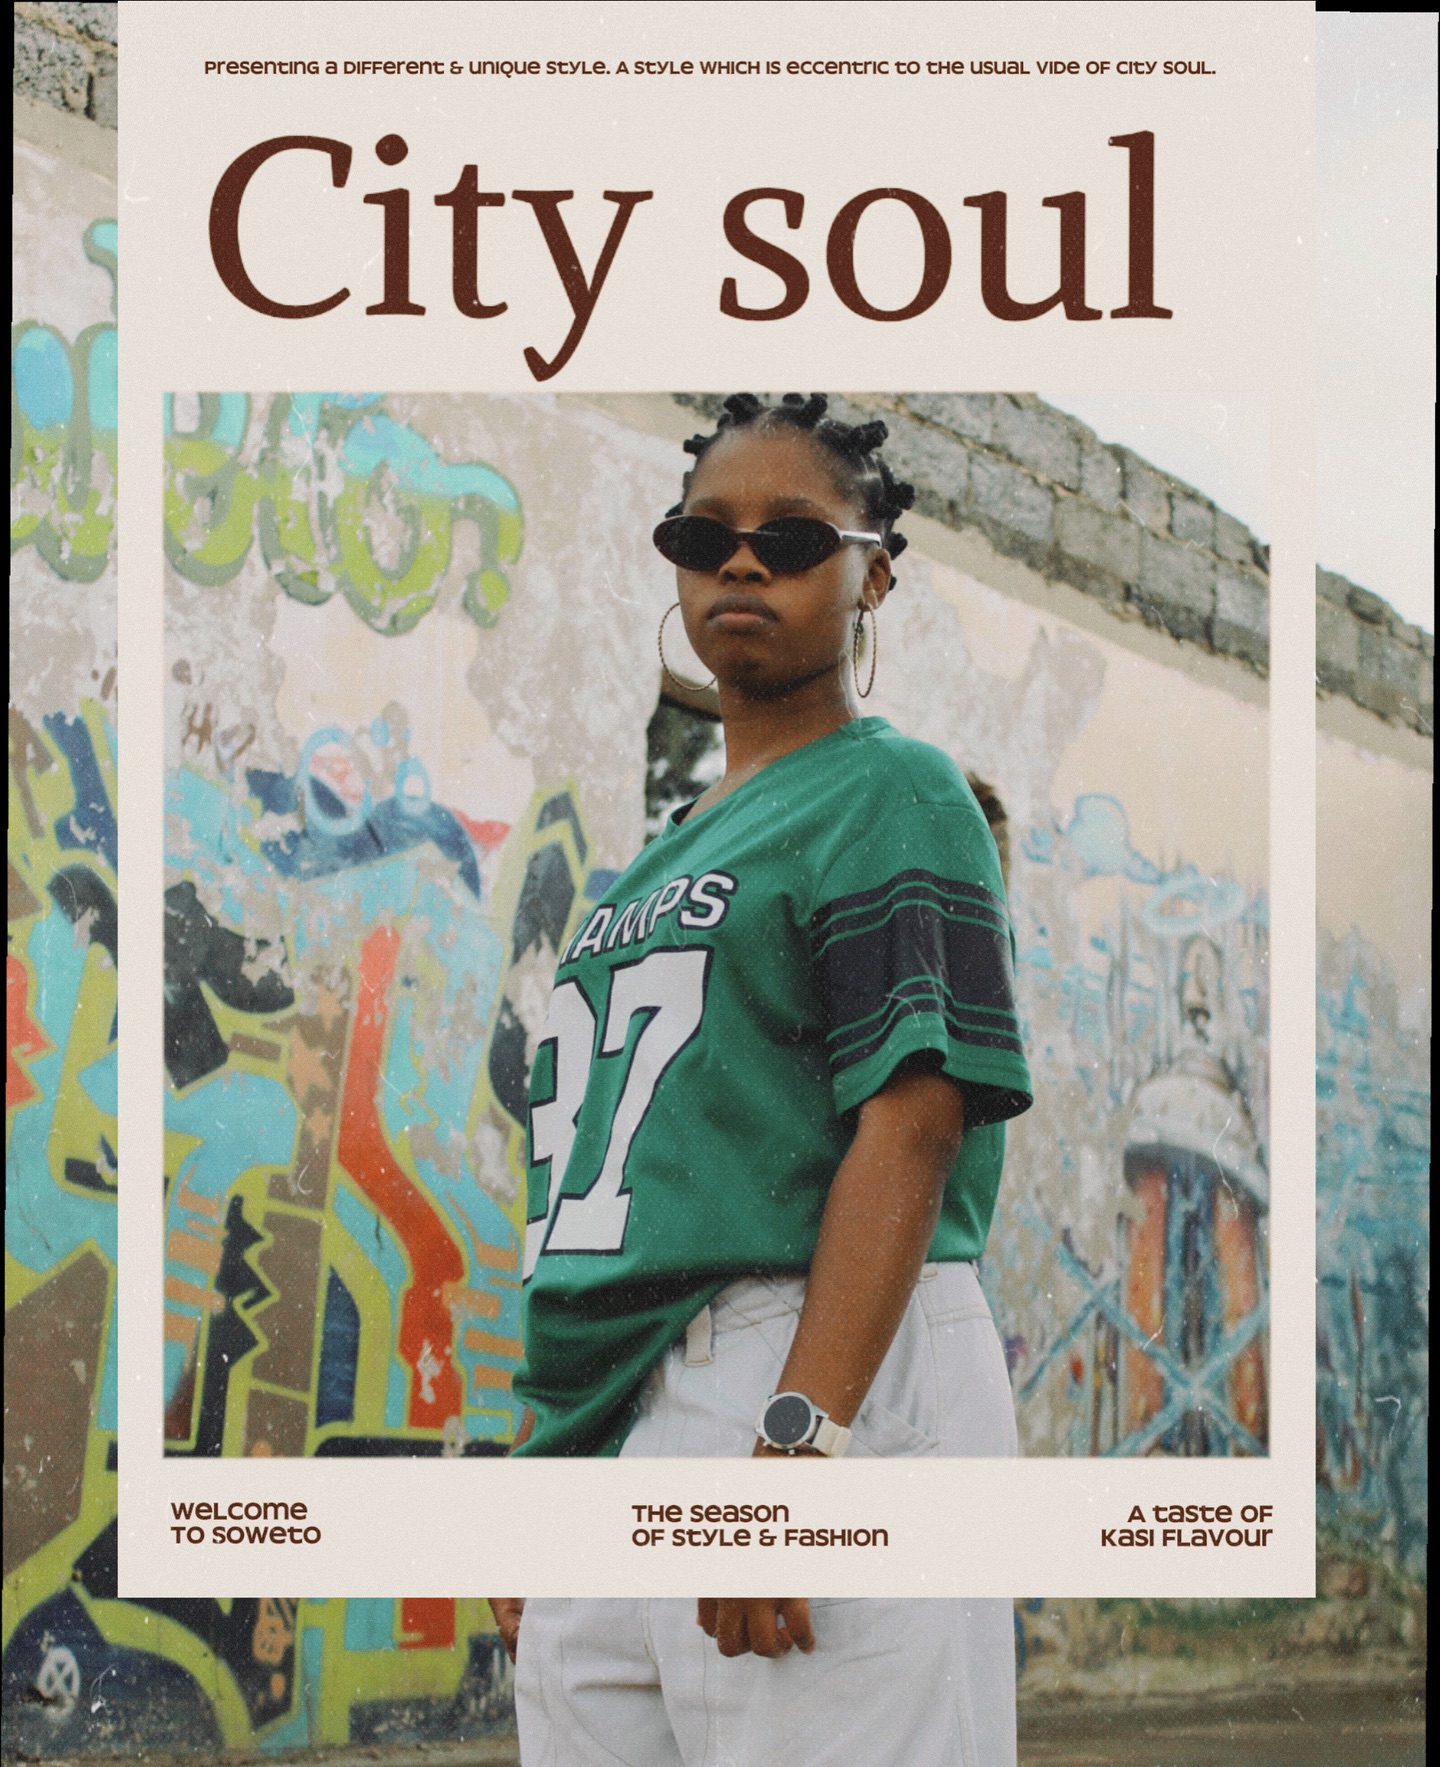 Presenting a DIFFerent & UNIQUE STYLE. A STYLE WHICH IS eccentric to the usual VIDE OF CITY SOUL.
City soul
AMPS
37
WELcome
TO SOWETO
THE season
OF STYLE & FASHION
A taste OF
Kasi FLavour